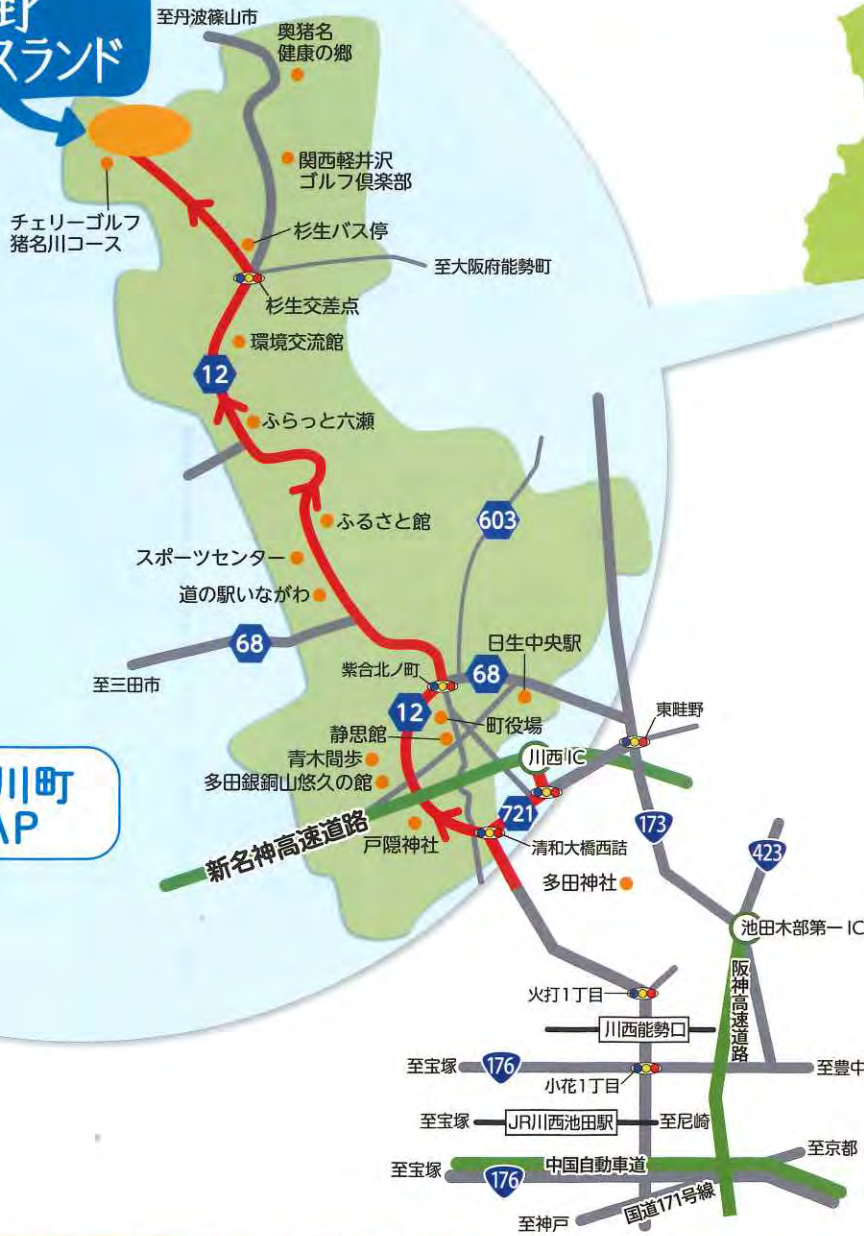 野
スランド
至丹波篠山市
奥猪名
健康の郷
関西軽井沢
ゴルフ倶楽部
チェリーゴルフ
猪名川コース
杉生バス停
至大阪府能勢町
杉生交差点
環境交流館
12
ふらっと六瀬
603
ふるさと館
スポーツセンター
道の駅いながわ
68
至三田市
日生中央駅
紫合北ノ町
68
12
町役場
東畦野
静思館
青木間歩
多田銀銅山悠久の館
川西IC
川町
AP
721
173
新名神高速道路
戸隠神社
清和大橋西詰
423
多田神社
池田木部第一IC
阪神高速道路
火打1丁目
川西能勢口
至宝塚
176
小花1丁目
至豊中
至宝塚
JR川西池田駅
至尼崎
至京都
至宝塚
176
中国自動車道
国道171号線
至神戸